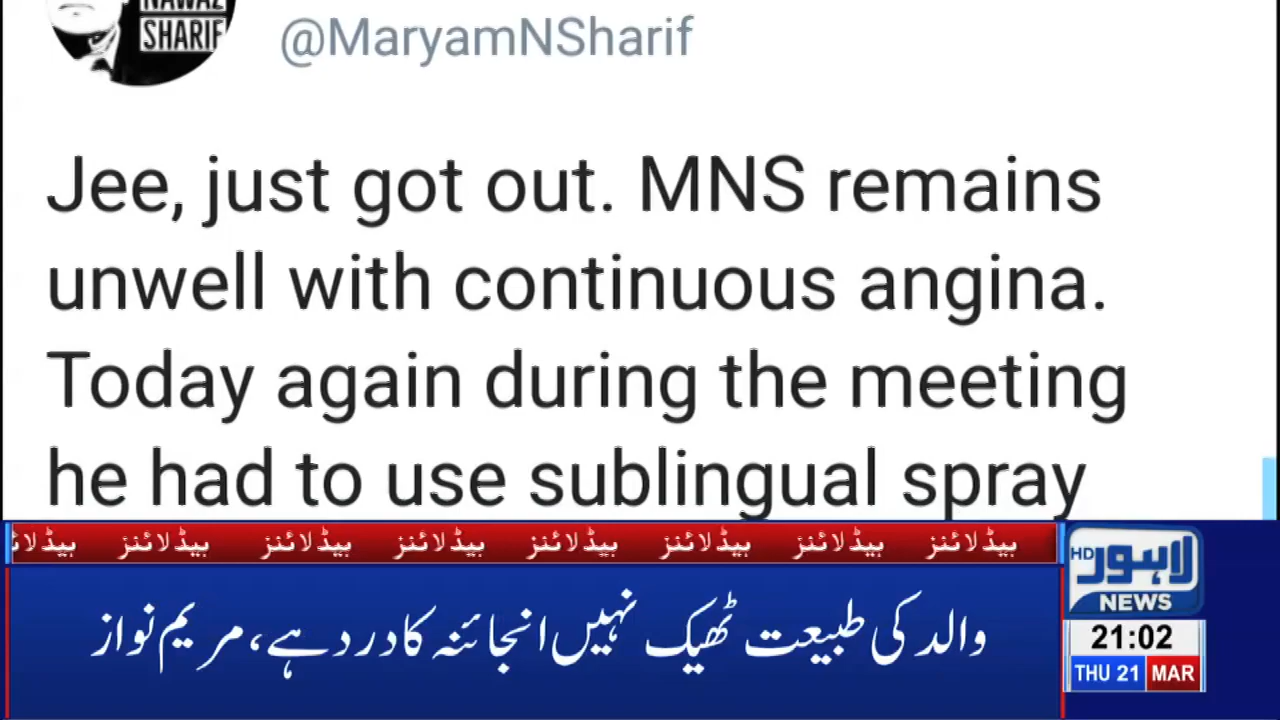 NAWAZ
SHARIF
@MaryamNSharif
Jee, just got out. MNS remains
unwell with continuous angina.
Today again during the meeting
he had to use sublingual spray
ہیڈلائنز ہیڈلائنز ہیڈلائنز ہیڈلائنز ہیڈلائنز ہیڈلائنز ہیڈلائنز
والد کی طبیعت ٹھیک نہیں انجائنہ کا درد ہے، مریم نواز
لاہور
HD
NEWS
21:02
THU 21 MAR